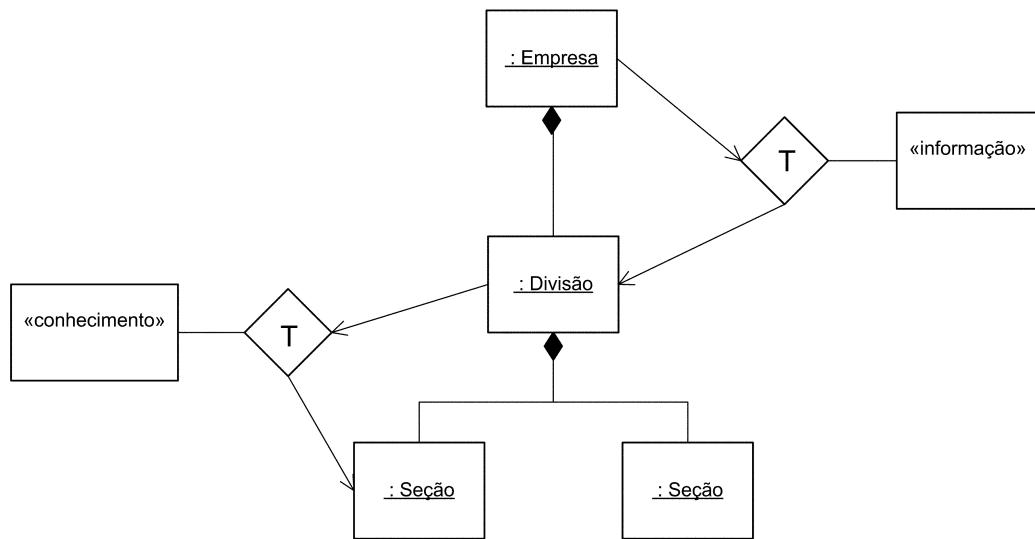 : Empresa
«informação»
T
: Divisão
«conhecimento»
T
: Seção
: Seção